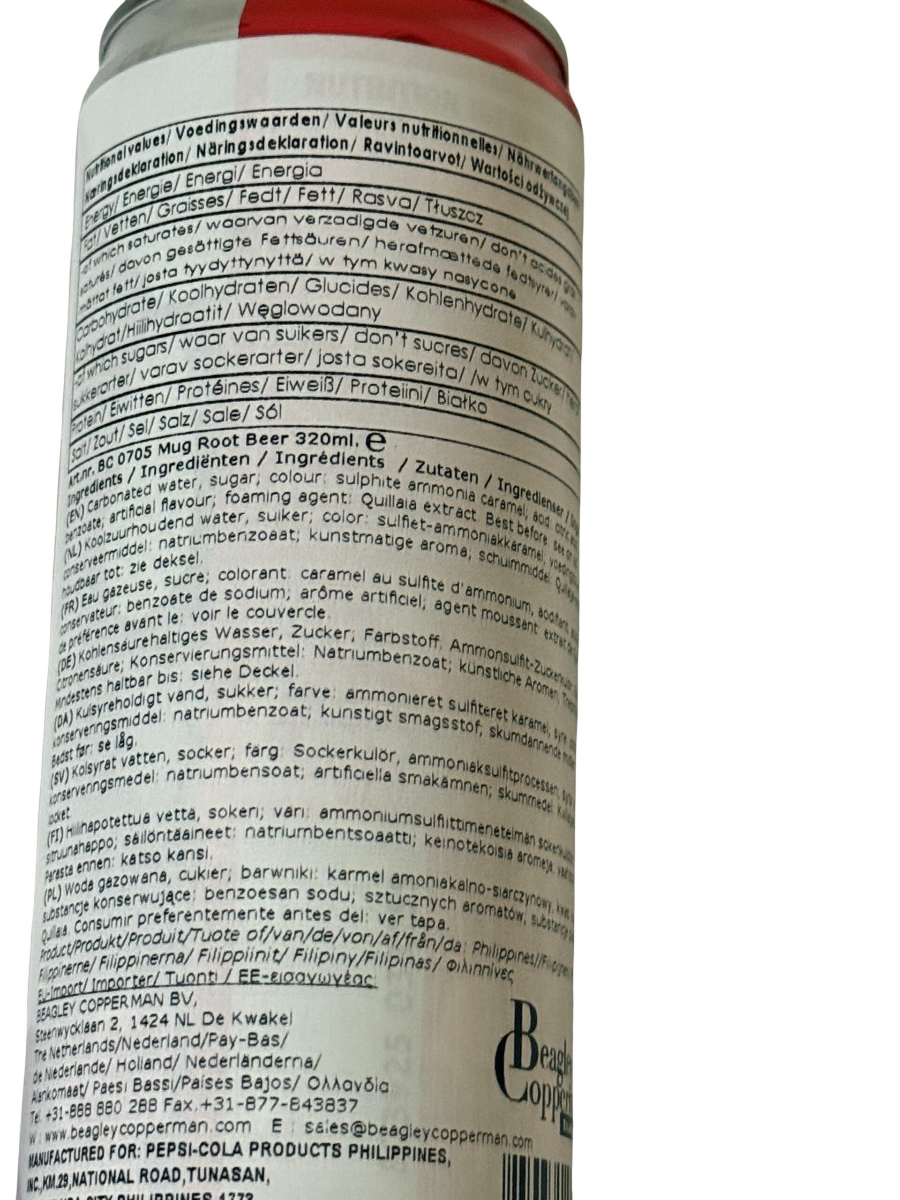 Nutritional values/ Voedingswaarden/ Valeurs nutritionnelles/
Næringsdeklaration/ Näringsdeklaration/ Ravintoarvot/ Wartości odżywczej
Energy/ Energie/ Energi/ Energia
Fat/ Vetten/ Graisses/ Fedt/ Fett/ Rasva/ Tłuszcz
-of which saturates/ waarvan verzadigde vetzuren/ don't acides gras
saturés/ davon gesättigte Fettsäuren/ heraf mættede fedtsyrer/ varav
mättat fett/ josta tyydyttynyttä/ w tym kwasy nasycone
Carbohydrate/ Koolhydraten/ Glucides/ Kohlenhydrate/ Kulhydrat/
Kolhydrat/Hiilihydraatit/ Węglowodany
-of which sugars/ waar van suikers/ don't sucres/ davon Zucker/
sukkerarter/ varav sockerarter/ josta sokereita/ /w tym cukry
Protein/ Eiwitten/ Protéines/ Eiweiß/ Proteiini/ Białko
Salt/ Zout/ Sel/ Salz/ Sale/ Sól
Art.nr. BC 0705 Mug Root Beer 320ml. e
Ingredients / Ingrediënten / Ingrédients / Zutaten / Ingredienser /
(EN) Carbonated water, sugar; colour: sulphite ammonia caramel; acid
benzoate; artificial flavour; foaming agent: Quillaia extract. Best before: see
(NL) Koolzuurhoudend water, suiker; color: sulfiet-ammoniakkaramel,
conserveermiddel: natriumbenzoaat; kunstmatige aroma; schuimmiddel:
houdbaar tot: zie deksel.
(FR) Eau gazeuse, sucre; colorant: caramel au sulfite d'ammonium,
conservateur: benzoate de sodium; arôme artificiel; agent moussant:
de préférence avant le: voir le couvercle.
(DE) Kohlensäurehaltiges Wasser, Zucker; Farbstoff, Ammonsulfit-Zuckerkulör;
Citronensäure; Konservierungsmittel: Natriumbenzoat; künstliche Aromen,
Mindestens haltbar bis: siehe Deckel.
(DA) Kulsyreholdigt vand, sukker; farve: ammonieret sulfiteret karamel,
konserveringsmiddel: natriumbenzoat; kunstigt smagsstof; skumdannende
Bedst før: se låg.
(SV) Kolsyrat vatten, socker; färg: Sockerkulör, ammoniaksulfitprocessen,
konserveringsmedel: natriumbensoat; artificiella smakämnen; skummedel:
locket.
(FI) Hiilihapotettua vettä, sokeri; väri: ammoniumsulfiittimenetelmän
sitruunahappo; säilöntäaineet: natriumbentsoaatti; keinotekoisia aromeja,
Parasta ennen: katso kansi.
(PL) Woda gazowana, cukier; barwniki: karmel amoniakalno-siarczynowy,
substancje konserwujące: benzoesan sodu; sztucznych aromatów,
Quillaia. Consumir preferentemente antes del: ver tapa.
Product/Produkt/Produit/Tuote of/van/de/von/af/från/da: Philippines/
Filippinerne/ Filippinerna/ Filippiinit/ Filipiny/Filipinas/ Φιλιππίνες
EU-Import/ Importer/ Tuonti / ΕΕ-εισαγωγέας:
BEAGLEY COPPERMAN BV,
Steenwycklaan 2, 1424 NL De Kwakel
The Netherlands/Nederland/Pay-Bas/
de Niederlande/ Holland/ Nederländerna/
Alankomaat/ Paesi Bassi/Países Bajos/ Ολλανδία
Tel. +31-888 880 288 Fax.+31-877-843837
W: www.beagleycopperman.com E : sales@beagleycopperman.com
Beagley
Copperman
MANUFACTURED FOR: PEPSI-COLA PRODUCTS PHILIPPINES,
INC.,KM.29,NATIONAL ROAD,TUNASAN,
CITY PHILIPPINES 1773